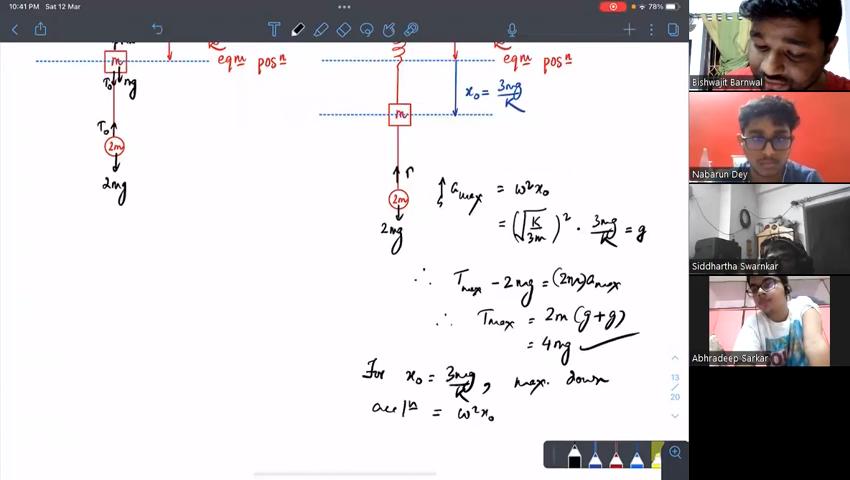 10:41 PM Sat 12 Mar
78%
m
T₀ mg
T₀
2m
2mg
eqm posn
eqm posn
x₀ = 3mg/K
m
T
2m
2mg
a max = ω²x₀
= (√K/3m)² · 3mg/K = g
∴ Tmax - 2mg = (2m)amax
∴ Tmax = 2m (g+g)
= 4mg
For x₀ = 3mg/K, max. down
accln = ω²x₀
13
20
Bishwajit Barnwal
Nabarun Dey
Siddhartha Swarnkar
Abhradeep Sarkar